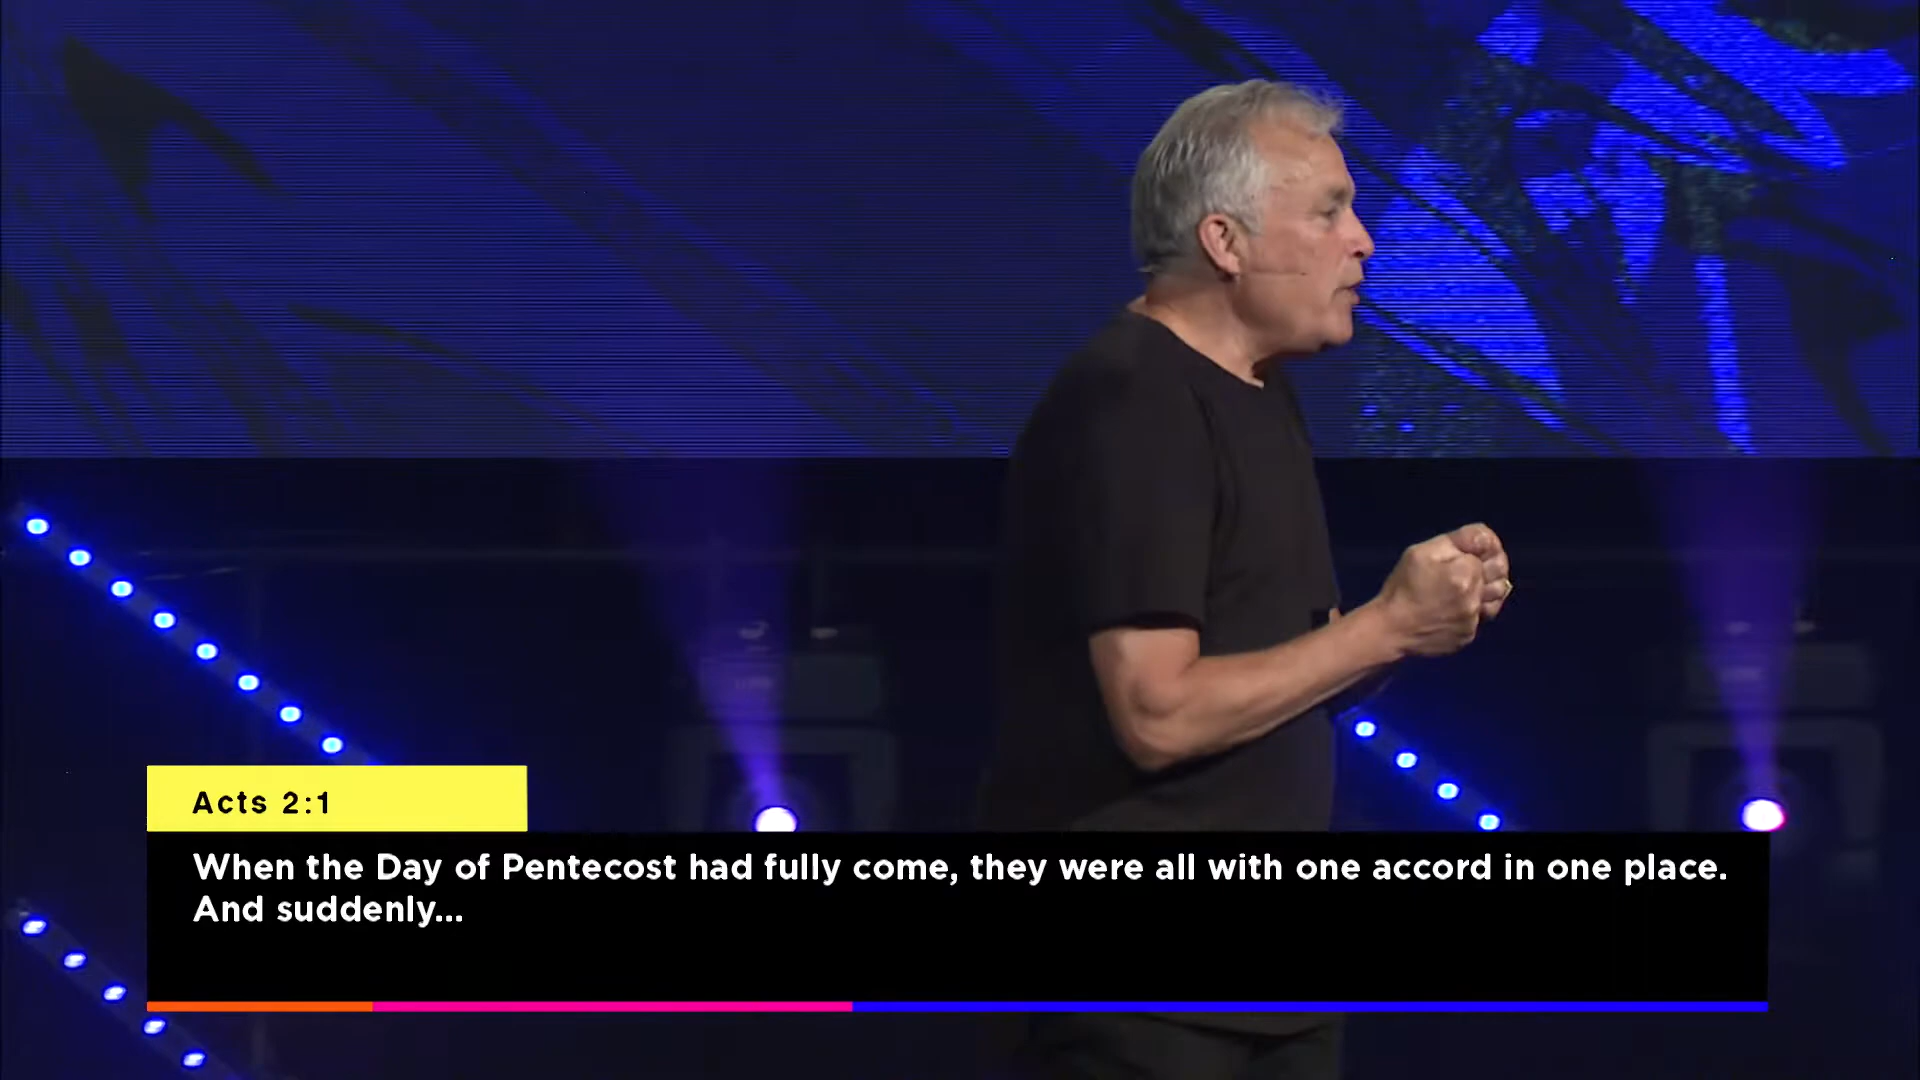 Acts 2:1
When the Day of Pentecost had fully come, they were all with one accord in one place.
And suddenly...